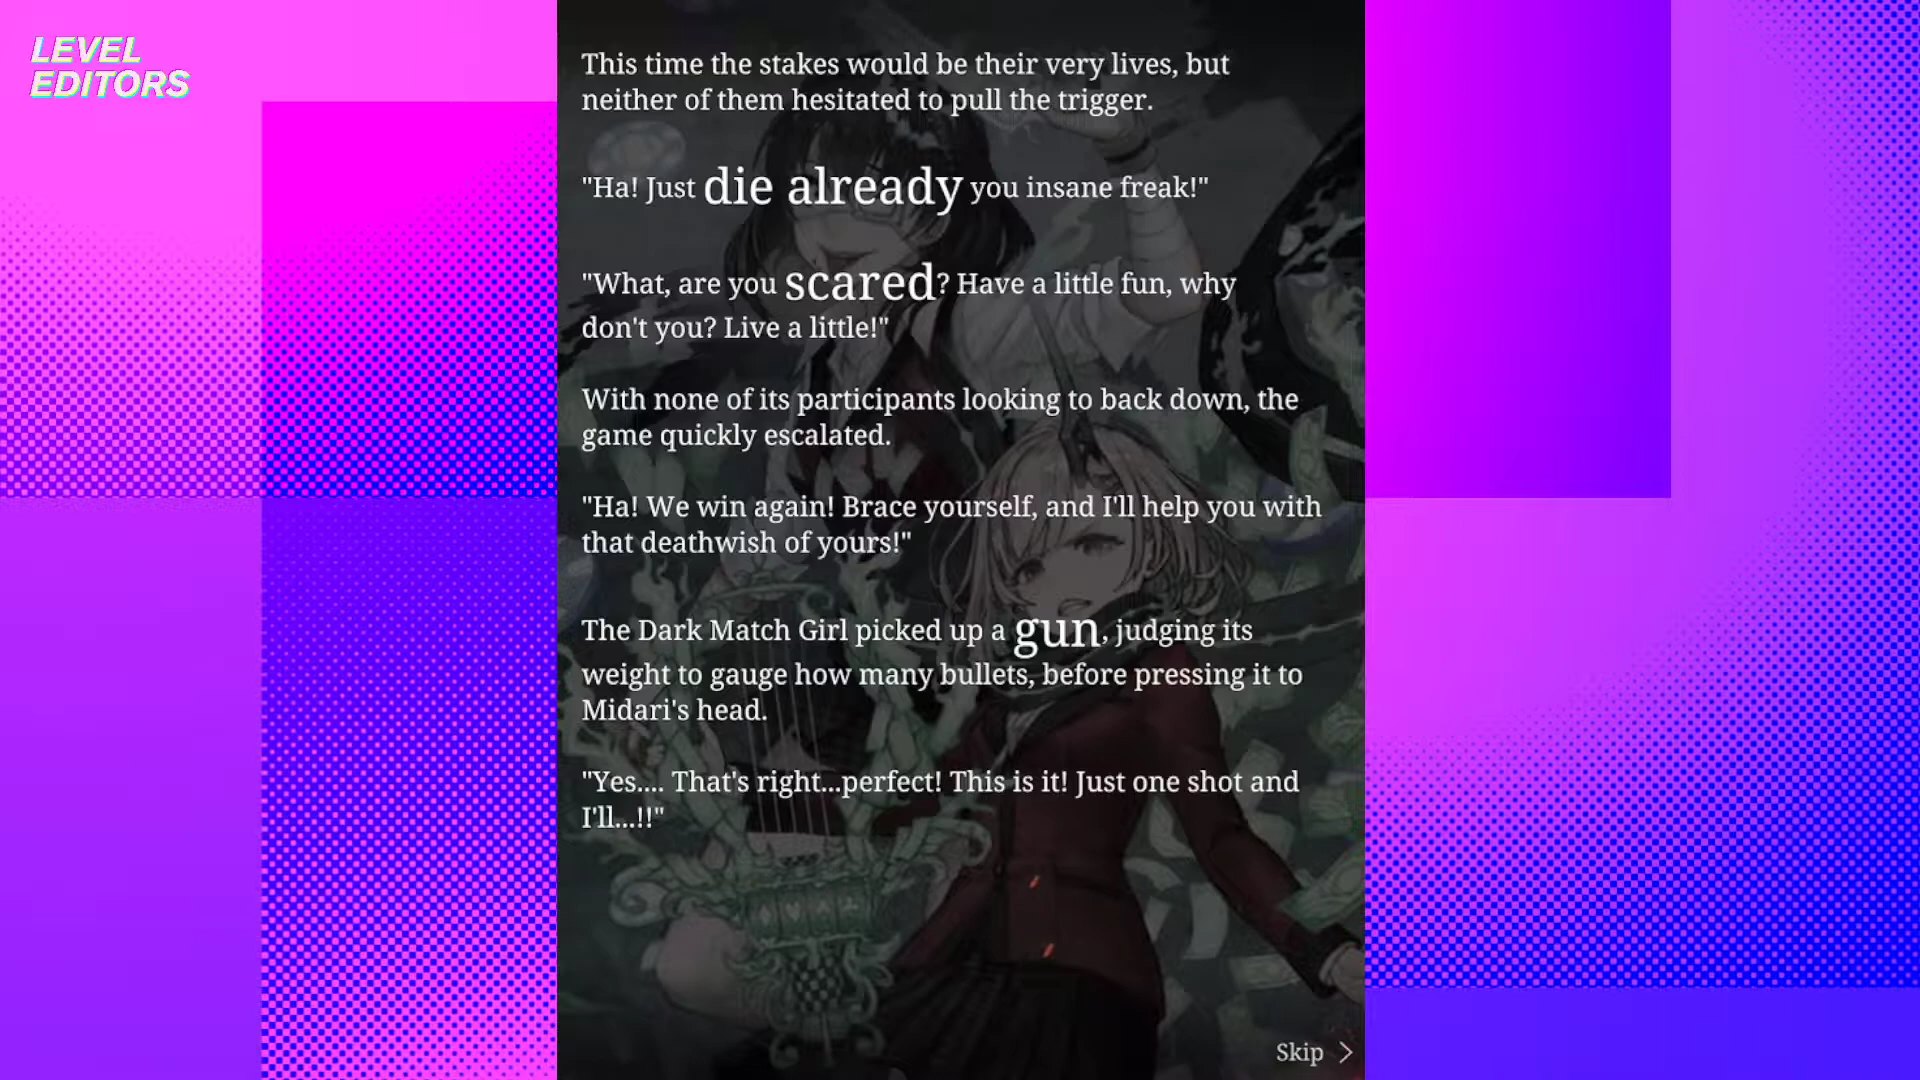 LEVEL
EDITORS
This time the stakes would be their very lives, but
neither of them hesitated to pull the trigger.
"Ha! Just die already you insane freak!"
"What, are you scared? Have a little fun, why
don't you? Live a little!"
With none of its participants looking to back down, the
game quickly escalated.
"Ha! We win again! Brace yourself, and I'll help you with
that deathwish of yours!"
The Dark Match Girl picked up a gun, judging its
weight to gauge how many bullets, before pressing it to
Midari's head.
"Yes.... That's right...perfect! This is it! Just one shot and
I'll...!!"
Skip >